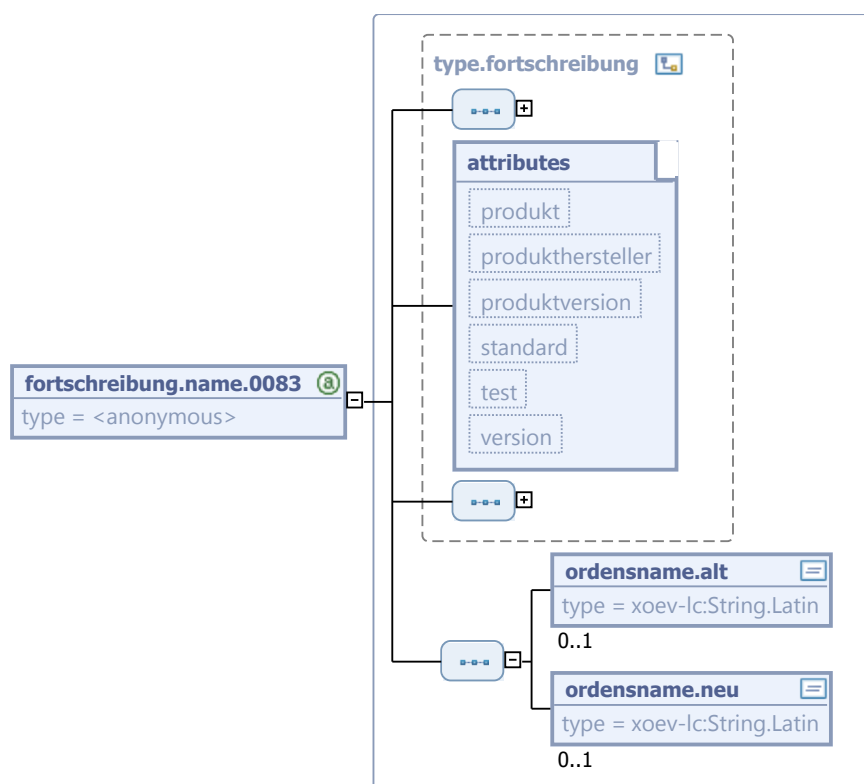 type.fortschreibung
attributes
produkt
produkthersteller
produktversion
standard
test
version
fortschreibung.name.0083 @
type = <anonymous>
ordensname.alt
type = xoev-lc:String.Latin
0..1
ordensname.neu
type = xoev-lc:String.Latin
0..1